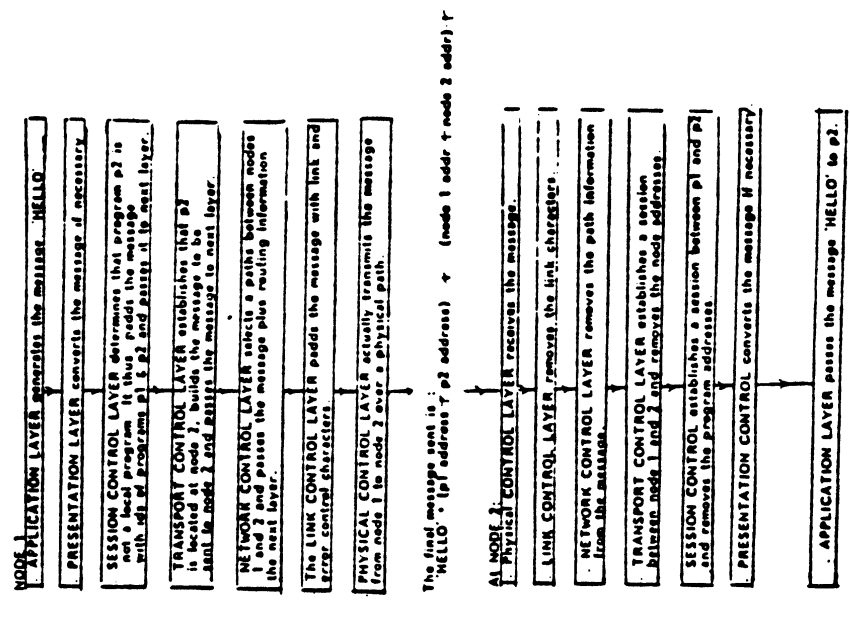 NODE 1
APPLICATION LAYER generates the message 'HELLO'
PRESENTATION LAYER converts the message if necessary
SESSION CONTROL LAYER determines that program p2 is
not a local program. It thus padds the message
with ids of programs p1 & p2 and passes it to next layer.
TRANSPORT CONTROL LAYER establishes that p2
is located at node 2, builds the message to be
sent to node 2 and passes the message to next layer.
NETWORK CONTROL LAYER selects a paths between nodes
1 and 2 and passes the message plus routing information
the next layer.
The LINK CONTROL LAYER padds the message with link and
error control characters.
PHYSICAL CONTROL LAYER actually transmits the message
from node 1 to node 2 over a physical path.
The final message sent is :
'HELLO' + (p1 address + p2 address) + (node 1 addr + node 2 addr) +
At NODE 2:
Physical CONTROL LAYER receives the message.
LINK CONTROL LAYER removes the link characters.
NETWORK CONTROL LAYER removes the path information
from the message.
TRANSPORT CONTROL LAYER establishes a session
between node 1 and 2 and removes the node addresses.
SESSION CONTROL establishes a session between p1 and p2
and removes the program addresses.
PRESENTATION CONTROL converts the message if necessary
APPLICATION LAYER passes the message 'HELLO' to p2.